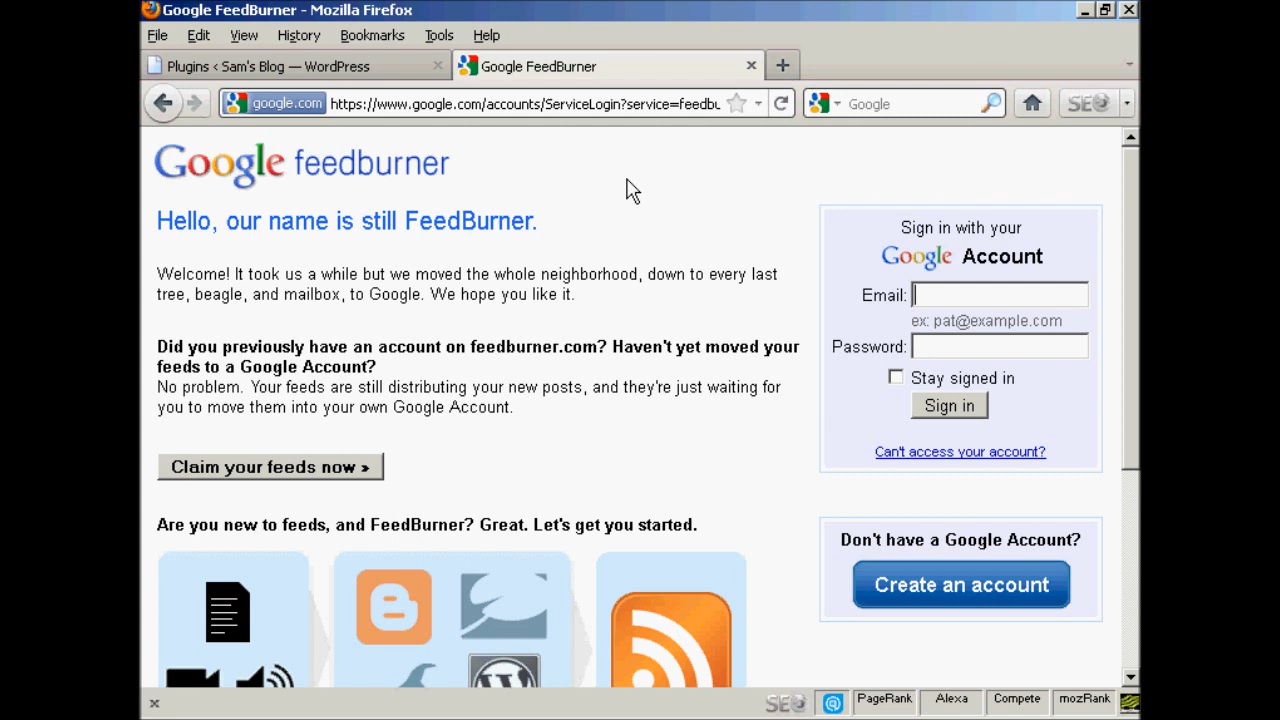 Google FeedBurner - Mozilla Firefox
File Edit View History Bookmarks Tools Help
Plugins < Sam's Blog — WordPress
Google FeedBurner
google.com https://www.google.com/accounts/ServiceLogin?service=feedbu
Google
SEO
Google feedburner
Hello, our name is still FeedBurner.
Welcome! It took us a while but we moved the whole neighborhood, down to every last
tree, beagle, and mailbox, to Google. We hope you like it.
Did you previously have an account on feedburner.com? Haven't yet moved your
feeds to a Google Account?
No problem. Your feeds are still distributing your new posts, and they're just waiting for
you to move them into your own Google Account.
Claim your feeds now »
Are you new to feeds, and FeedBurner? Great. Let's get you started.
Sign in with your
Google Account
Email:
ex: pat@example.com
Password:
Stay signed in
Sign in
Can't access your account?
Don't have a Google Account?
Create an account
SEO
PageRank
Alexa
Compete
mozRank